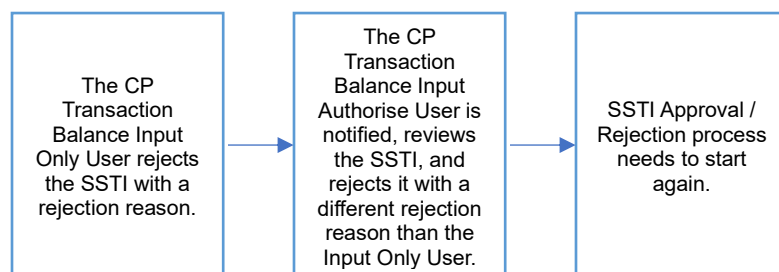 The CP
Transaction
Balance Input
Only User rejects
the SSTI with a
rejection reason.
The CP
Transaction
Balance Input
Authorise User is
notified, reviews
the SSTI, and
rejects it with a
different rejection
reason than the
Input Only User.
SSTI Approval /
Rejection process
needs to start
again.